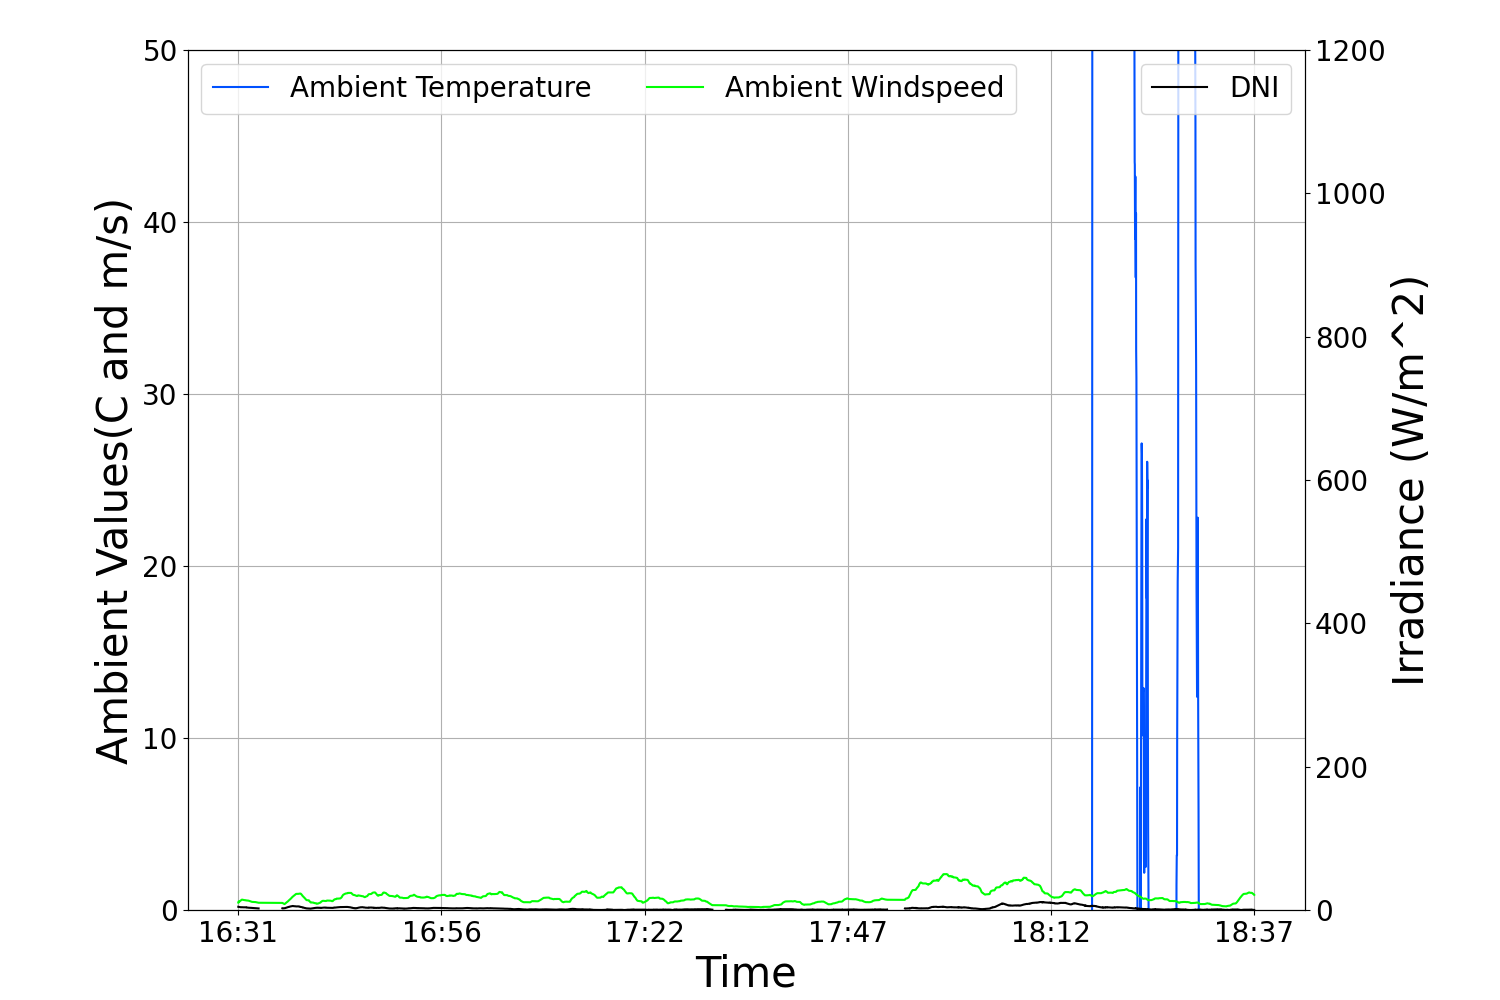 Ambient Temperature Ambient Windspeed DNI
50
40
30
20
10
0
Ambient Values(C and m/s)
1200
1000
800
600
400
200
0
Irradiance (W/m^2)
16:31 16:56 17:22 17:47 18:12 18:37
Time